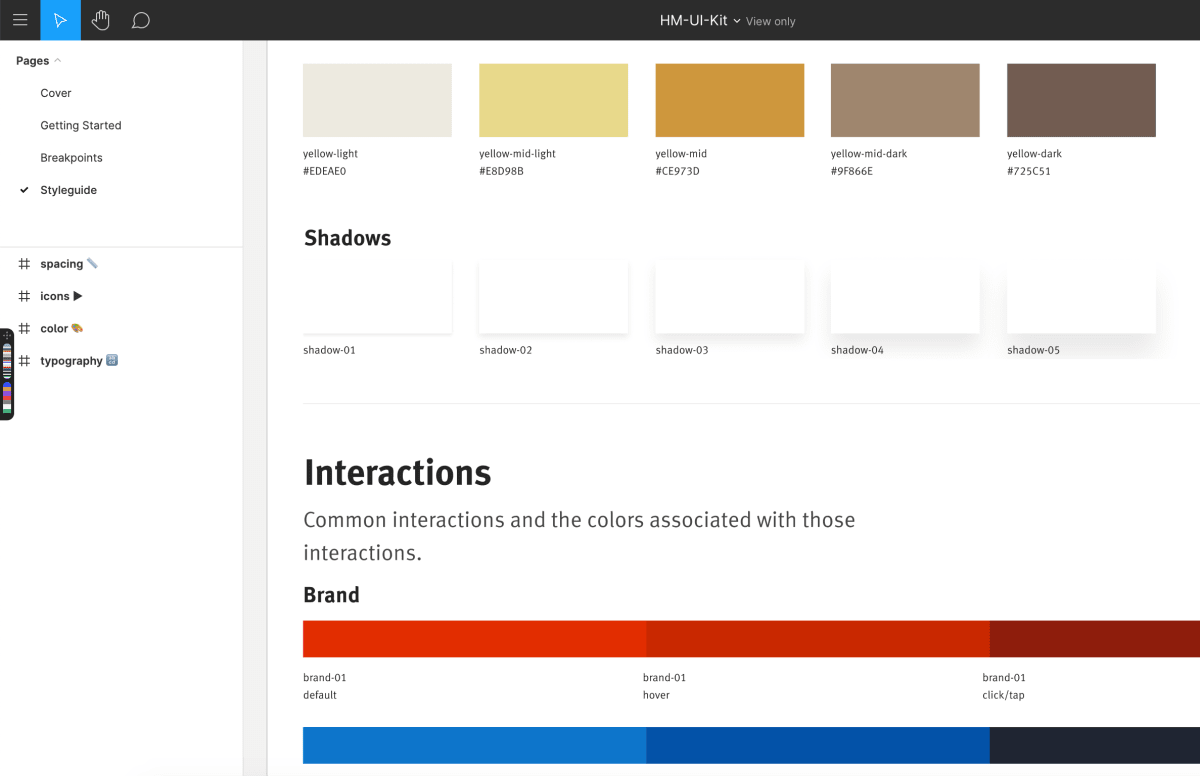 HM-UI-Kit View only
Pages
Cover
Getting Started
Breakpoints
Styleguide
spacing
icons
color
typography
yellow-light
#EDEAE0
yellow-mid-light
#E8D98B
yellow-mid
#CE973D
yellow-mid-dark
#9F866E
yellow-dark
#725C51
Shadows
shadow-01
shadow-02
shadow-03
shadow-04
shadow-05
Interactions
Common interactions and the colors associated with those
interactions.
Brand
brand-01
default
brand-01
hover
brand-01
click/tap